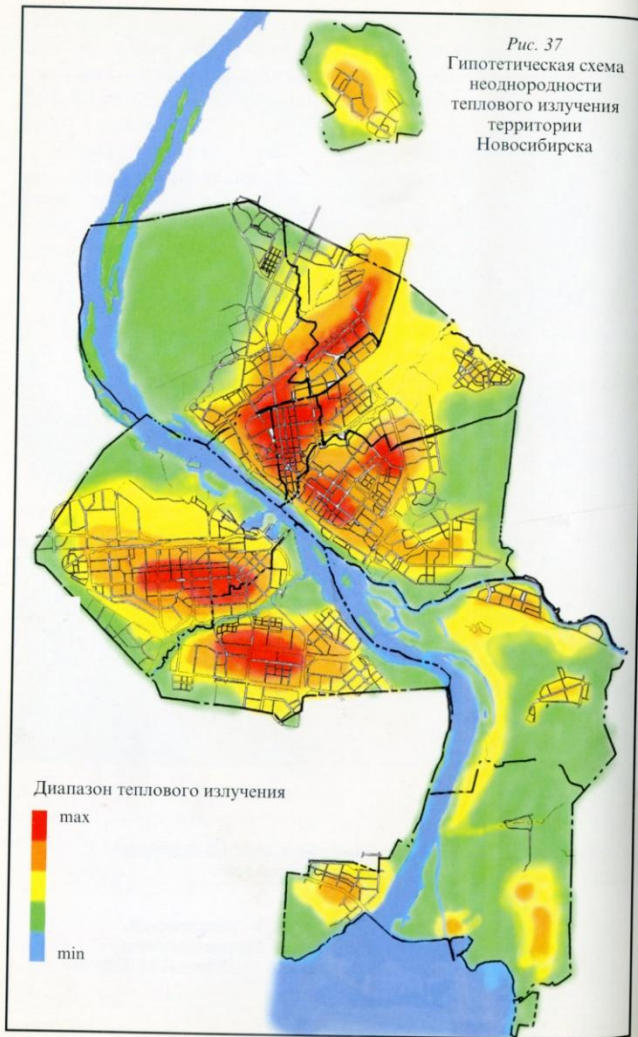 Рис. 37
Гипотетическая схема
неоднородности
теплового излучения
территории
Новосибирска
Диапазон теплового излучения
max
min